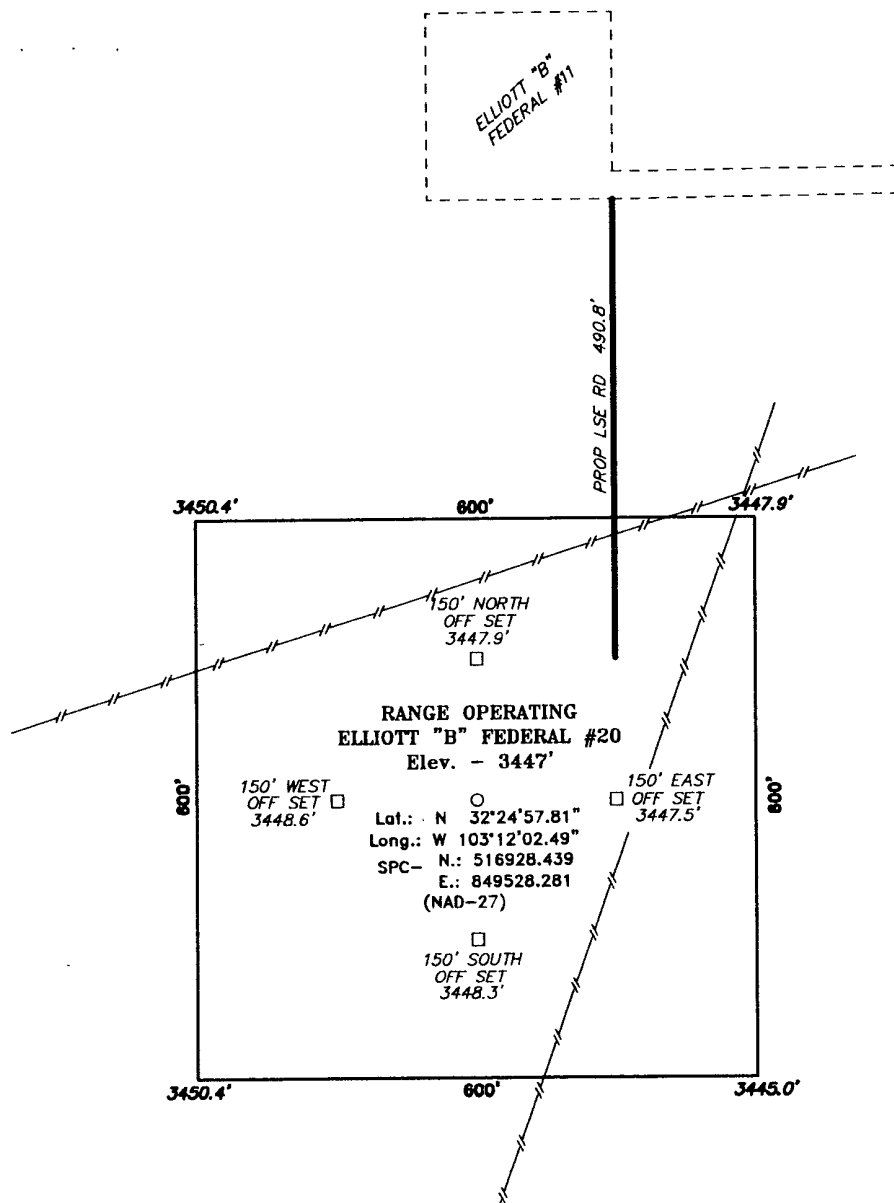 ELLIOTT "B"
FEDERAL #11
PROP LSE RD 490.8'
3450.4'
600'
3447.9'
150' NORTH
OFF SET
3447.9'
RANGE OPERATING
ELLIOTT "B" FEDERAL #20
Elev. - 3447'
600'
150' WEST
OFF SET
3448.6'
150' EAST
OFF SET
3447.5'
600'
Lat.: N 32°24'57.81"
Long.: W 103°12'02.49"
SPC- N.: 516928.439
E.: 849528.281
(NAD-27)
150' SOUTH
OFF SET
3448.3'
3450.4'
600'
3445.0'